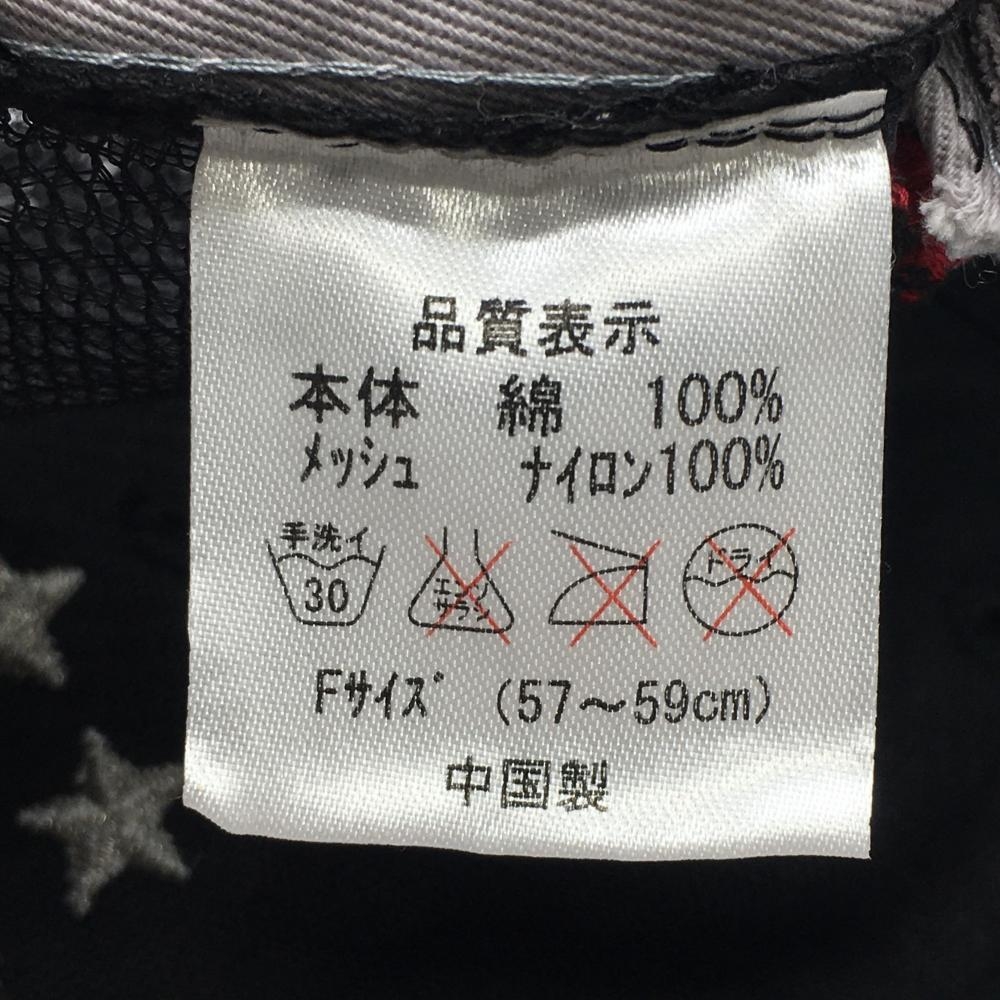 品質表示
本体 綿 100%
メッシュ ナイロン100%
手洗イ 30 エンソサラシ ドライ
Fサイズ (57～59cm)
中国製